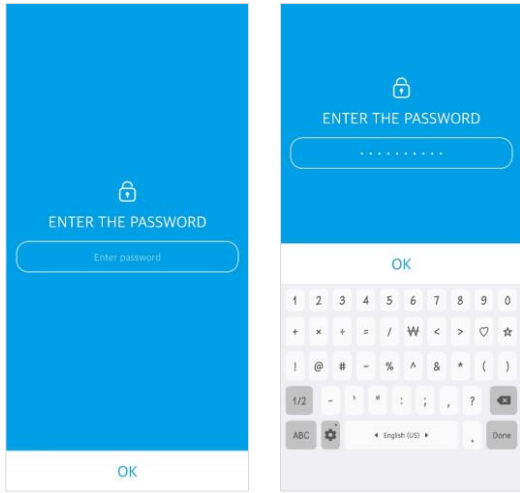 ENTER THE PASSWORD
Enter password
OK
ENTER THE PASSWORD
• • • • • • • • • •
OK
1 2 3 4 5 6 7 8 9 0
+ × ÷ = / ₩ < > ♡ ☆
! @ # ~ % ^ & * ( )
1/2 - ' " : ; , ?
ABC English (US) . Done